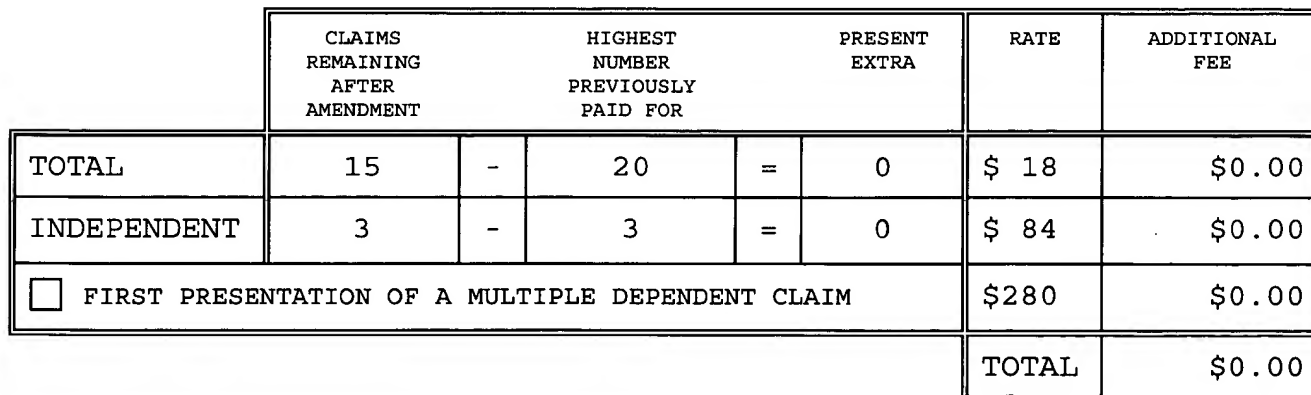 CLAIMS REMAINING AFTER AMENDMENT HIGHEST NUMBER PREVIOUSLY PAID FOR PRESENT EXTRA RATE ADDITIONAL FEE
TOTAL 15 - 20 = 0 $ 18 $0.00
INDEPENDENT 3 - 3 = 0 $ 84 $0.00
FIRST PRESENTATION OF A MULTIPLE DEPENDENT CLAIM $280 $0.00
TOTAL $0.00